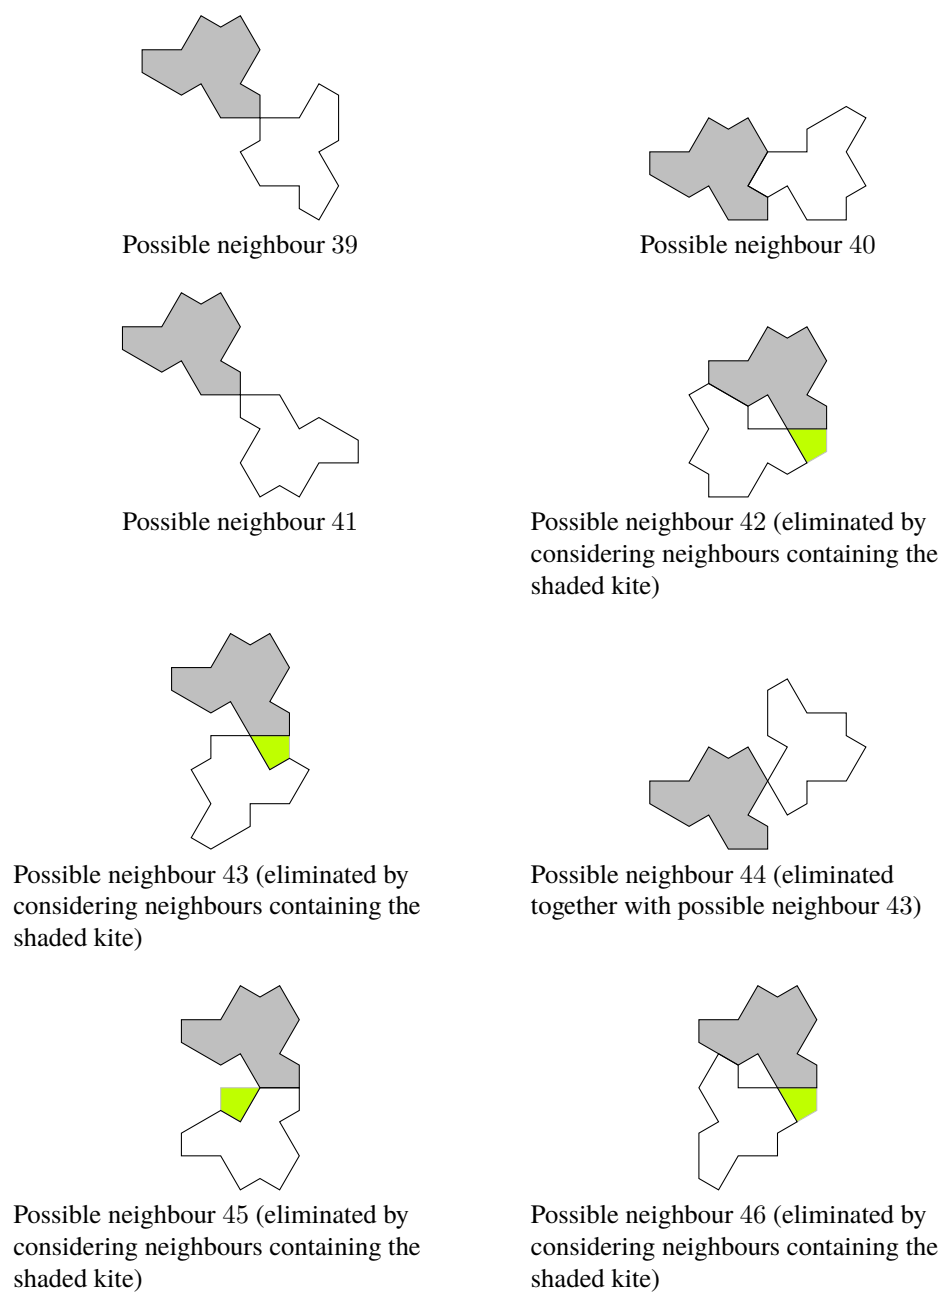 Possible neighbour 39
Possible neighbour 40
Possible neighbour 41
Possible neighbour 42 (eliminated by
considering neighbours containing the
shaded kite)
Possible neighbour 43 (eliminated by
considering neighbours containing the
shaded kite)
Possible neighbour 44 (eliminated
together with possible neighbour 43)
Possible neighbour 45 (eliminated by
considering neighbours containing the
shaded kite)
Possible neighbour 46 (eliminated by
considering neighbours containing the
shaded kite)